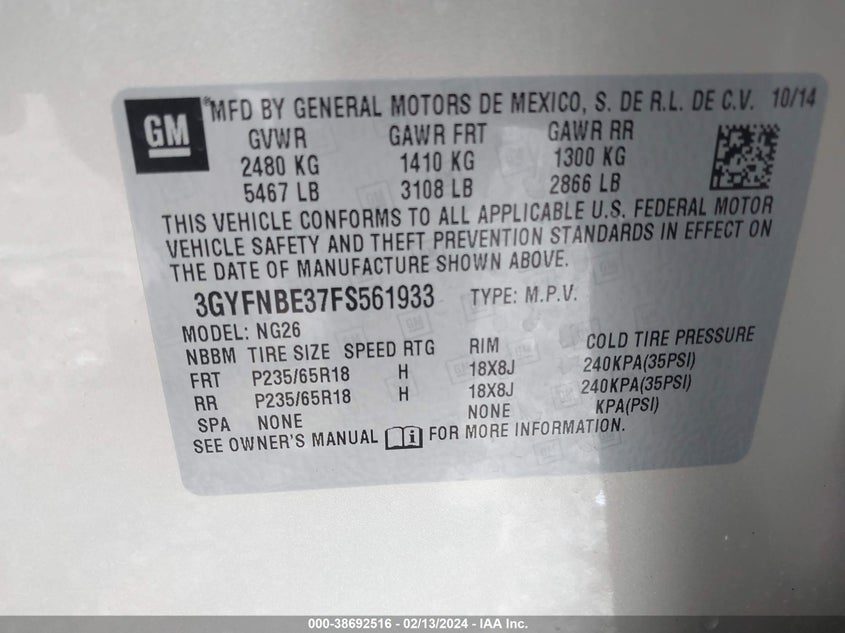 GM
®MFD BY GENERAL MOTORS DE MEXICO, S. DE R.L. DE C.V. 10/14
GVWR GAWR FRT GAWR RR
2480 KG 1410 KG 1300 KG
5467 LB 3108 LB 2866 LB
THIS VEHICLE CONFORMS TO ALL APPLICABLE U.S. FEDERAL MOTOR
VEHICLE SAFETY AND THEFT PREVENTION STANDARDS IN EFFECT ON
THE DATE OF MANUFACTURE SHOWN ABOVE.
3GYFNBE37FS561933 TYPE: M.P.V.
MODEL: NG26
NBBM TIRE SIZE SPEED RTG RIM COLD TIRE PRESSURE
FRT P235/65R18 H 18X8J 240KPA(35PSI)
RR P235/65R18 H 18X8J 240KPA(35PSI)
SPA NONE NONE KPA(PSI)
SEE OWNER'S MANUAL FOR MORE INFORMATION.
000-38692516 - 02/13/2024 - IAA Inc.